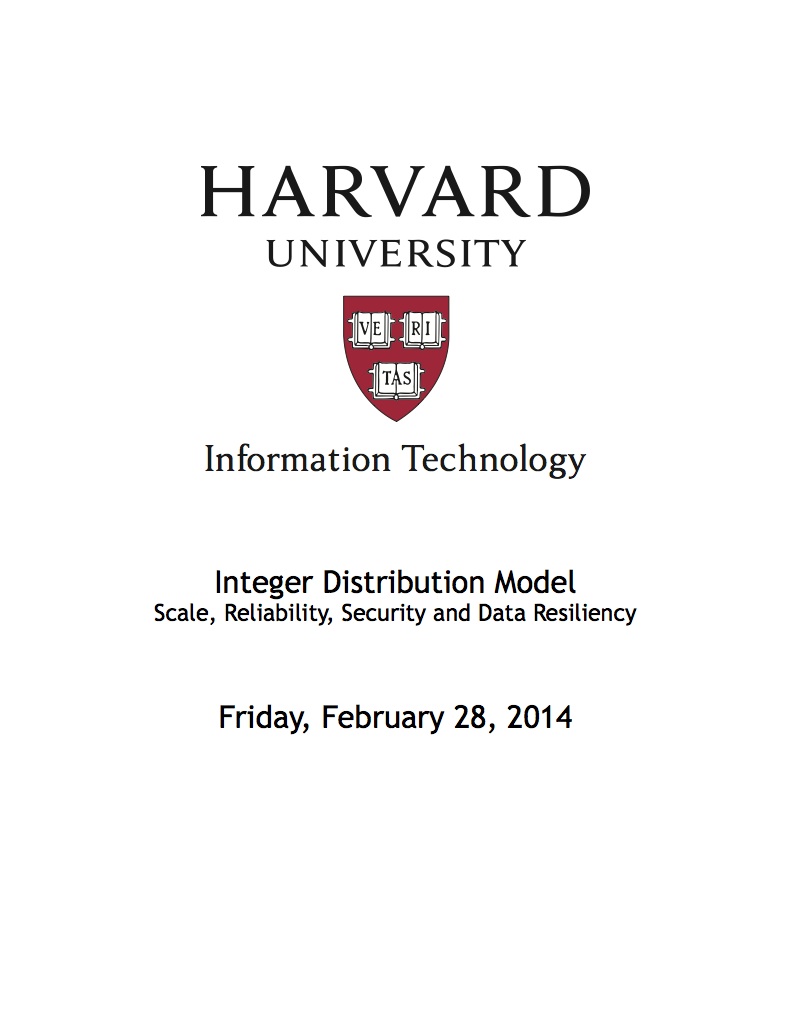 HARVARD
UNIVERSITY
VE RI
TAS
Information Technology
Integer Distribution Model
Scale, Reliability, Security and Data Resiliency
Friday, February 28, 2014